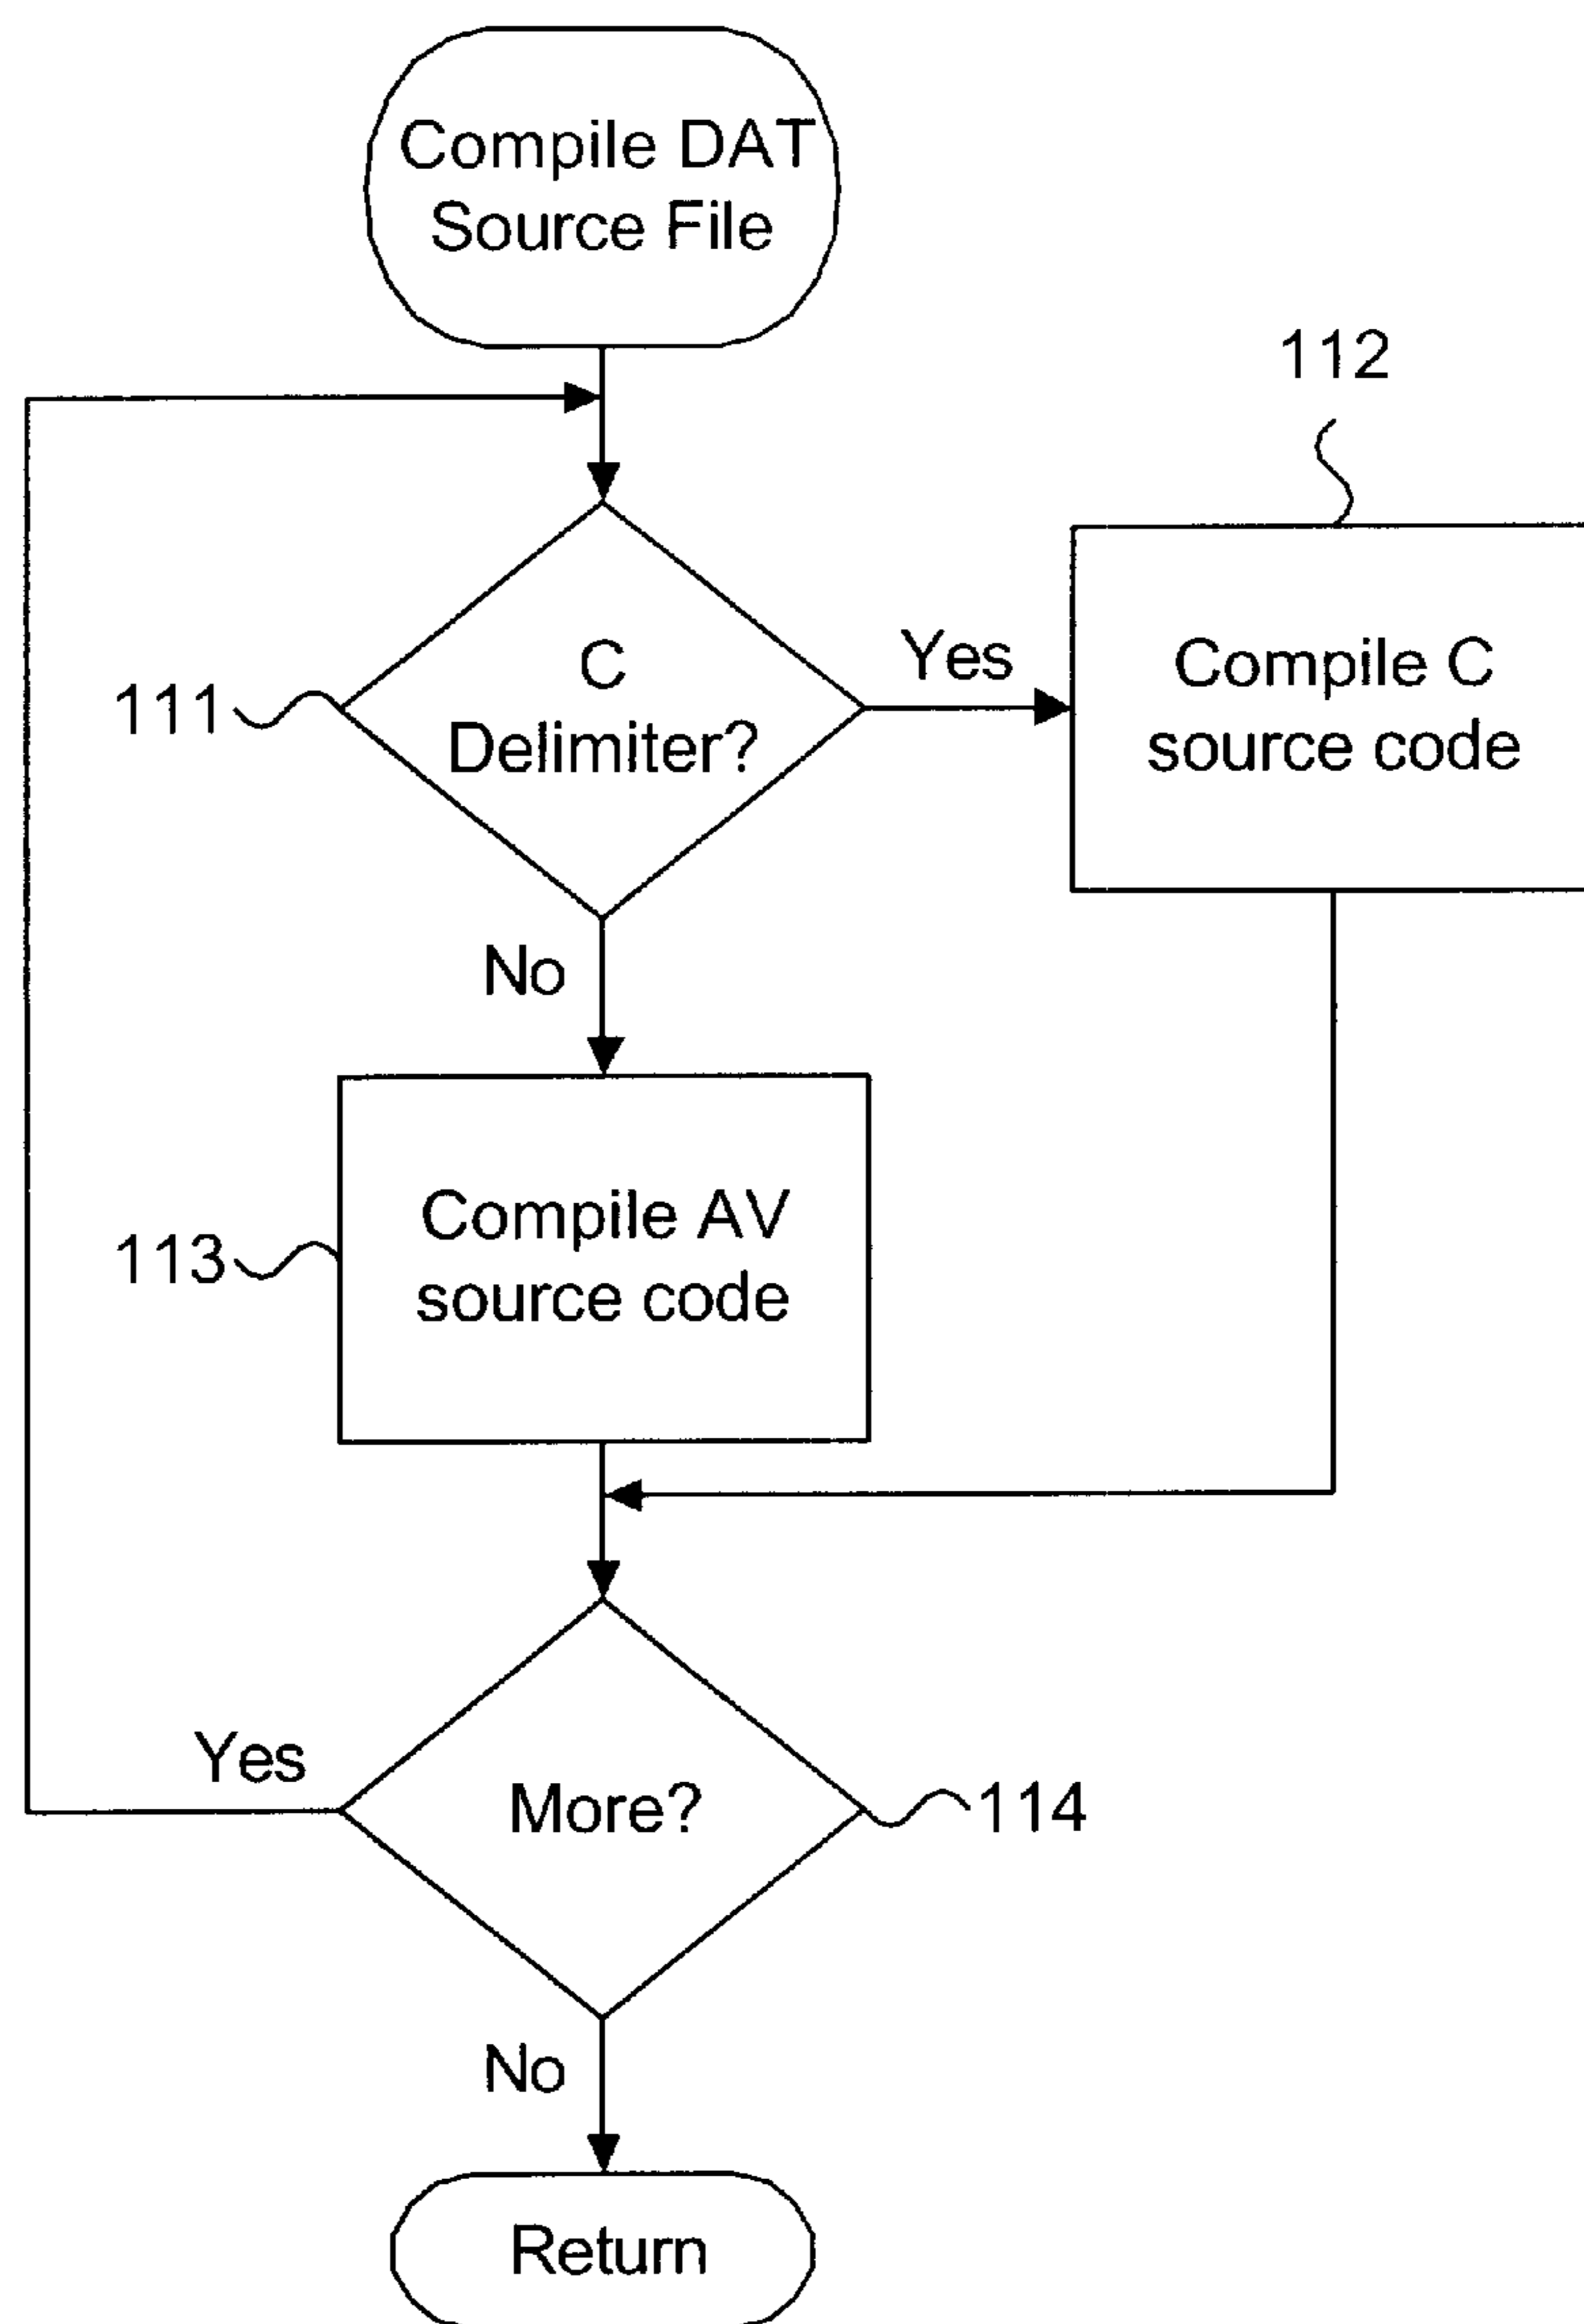 Compile DAT
Source File
112
C
Delimiter?
111
Yes
Compile C
source code
No
Compile AV
source code
113
Yes
More?
114
No
Return